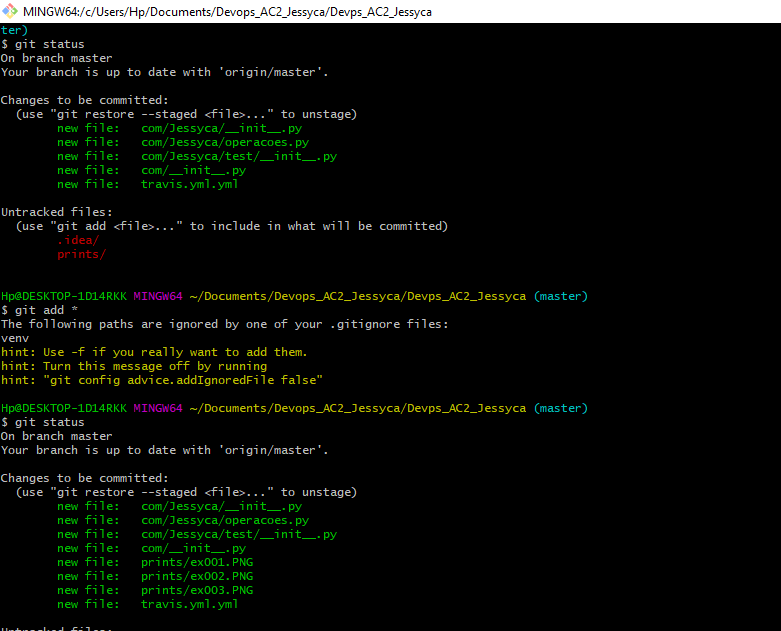 MINGW64:/c/Users/Hp/Documents/Devops_AC2_Jessyca/Devps_AC2_Jessyca
ter)
$ git status
On branch master
Your branch is up to date with 'origin/master'.
Changes to be committed:
  (use "git restore --staged <file>..." to unstage)
        new file:   com/Jessyca/__init__.py
        new file:   com/Jessyca/operacoes.py
        new file:   com/Jessyca/test/__init__.py
        new file:   com/__init__.py
        new file:   travis.yml.yml
Untracked files:
  (use "git add <file>..." to include in what will be committed)
        .idea/
        prints/
Hp@DESKTOP-1D14RKK MINGW64 ~/Documents/Devops_AC2_Jessyca/Devps_AC2_Jessyca (master)
$ git add *
The following paths are ignored by one of your .gitignore files:
venv
hint: Use -f if you really want to add them.
hint: Turn this message off by running
hint: "git config advice.addIgnoredFile false"
Hp@DESKTOP-1D14RKK MINGW64 ~/Documents/Devops_AC2_Jessyca/Devps_AC2_Jessyca (master)
$ git status
On branch master
Your branch is up to date with 'origin/master'.
Changes to be committed:
  (use "git restore --staged <file>..." to unstage)
        new file:   com/Jessyca/__init__.py
        new file:   com/Jessyca/operacoes.py
        new file:   com/Jessyca/test/__init__.py
        new file:   com/__init__.py
        new file:   prints/ex001.PNG
        new file:   prints/ex002.PNG
        new file:   prints/ex003.PNG
        new file:   travis.yml.yml
Untracked files: